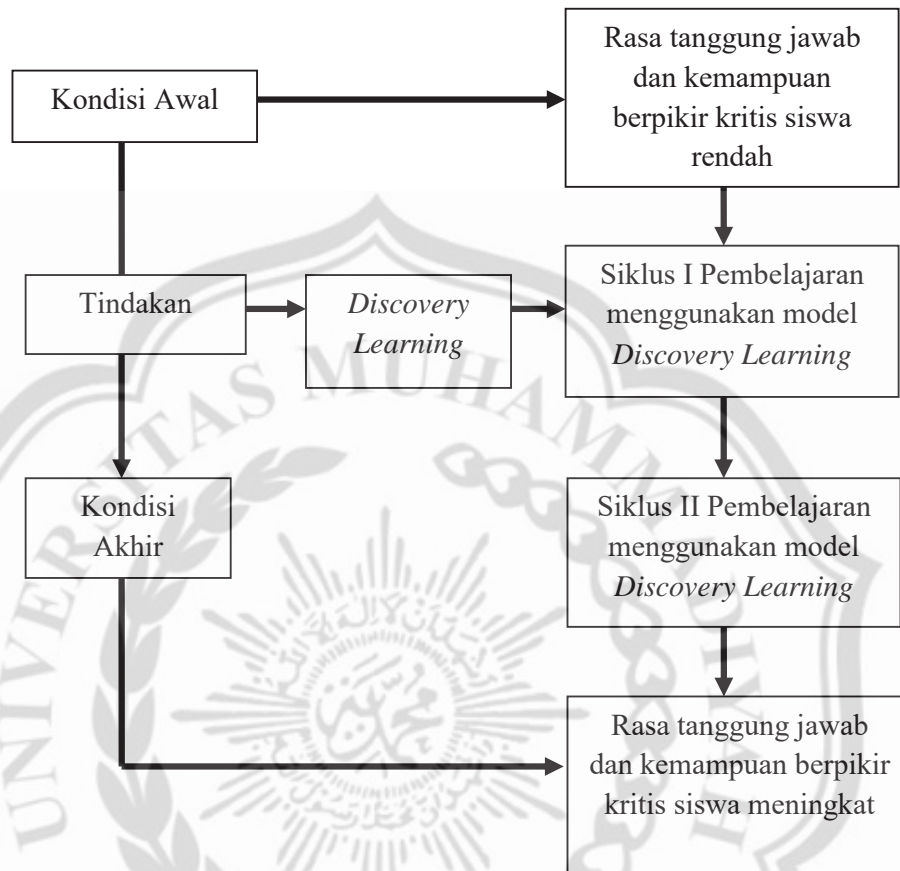 Kondisi Awal
Rasa tanggung jawab
dan kemampuan
berpikir kritis siswa
rendah
Tindakan
Discovery
Learning
Siklus I Pembelajaran
menggunakan model
Discovery Learning
Kondisi
Akhir
Siklus II Pembelajaran
menggunakan model
Discovery Learning
Rasa tanggung jawab
dan kemampuan berpikir
kritis siswa meningkat
UNIVERSITAS MUHAMMADIYAH